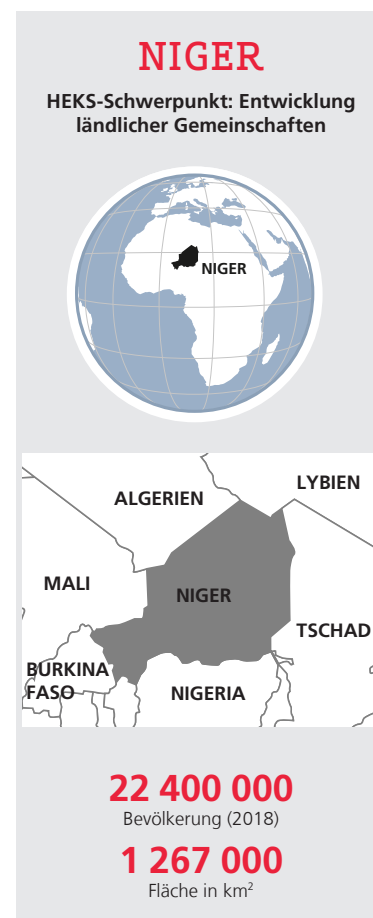 NIGER
HEKS-Schwerpunkt: Entwicklung
ländlicher Gemeinschaften
NIGER
LYBIEN
ALGERIEN
MALI
NIGER
TSCHAD
BURKINA
FASO
NIGERIA
22 400 000
Bevölkerung (2018)
1 267 000
Fläche in km²